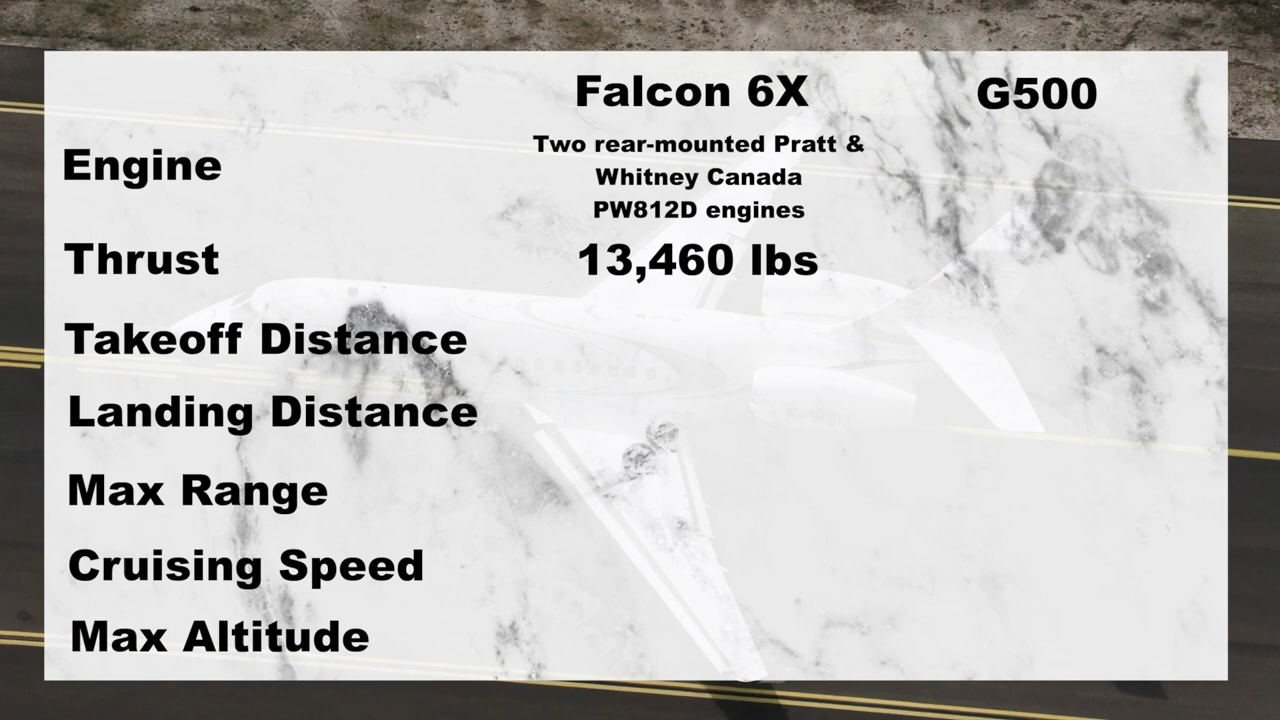 Falcon 6X
G500
Engine
Two rear-mounted Pratt &
Whitney Canada
PW812D engines
Thrust
13,460 lbs
Takeoff Distance
Landing Distance
Max Range
Cruising Speed
Max Altitude